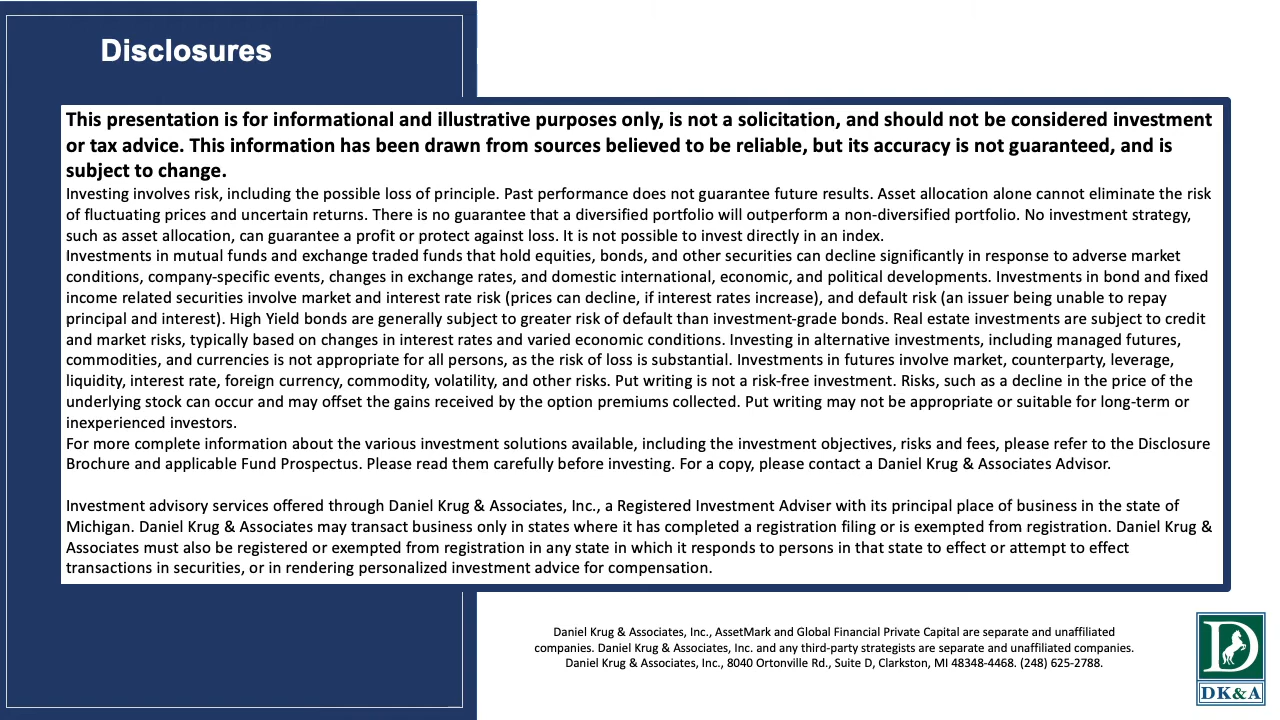 Disclosures
This presentation is for informational and illustrative purposes only, is not a solicitation, and should not be considered investment
or tax advice. This information has been drawn from sources believed to be reliable, but its accuracy is not guaranteed, and is
subject to change.
Investing involves risk, including the possible loss of principle. Past performance does not guarantee future results. Asset allocation alone cannot eliminate the risk
of fluctuating prices and uncertain returns. There is no guarantee that a diversified portfolio will outperform a non-diversified portfolio. No investment strategy,
such as asset allocation, can guarantee a profit or protect against loss. It is not possible to invest directly in an index.
Investments in mutual funds and exchange traded funds that hold equities, bonds, and other securities can decline significantly in response to adverse market
conditions, company-specific events, changes in exchange rates, and domestic international, economic, and political developments. Investments in bond and fixed
income related securities involve market and interest rate risk (prices can decline, if interest rates increase), and default risk (an issuer being unable to repay
principal and interest). High Yield bonds are generally subject to greater risk of default than investment-grade bonds. Real estate investments are subject to credit
and market risks, typically based on changes in interest rates and varied economic conditions. Investing in alternative investments, including managed futures,
commodities, and currencies is not appropriate for all persons, as the risk of loss is substantial. Investments in futures involve market, counterparty, leverage,
liquidity, interest rate, foreign currency, commodity, volatility, and other risks. Put writing is not a risk-free investment. Risks, such as a decline in the price of the
underlying stock can occur and may offset the gains received by the option premiums collected. Put writing may not be appropriate or suitable for long-term or
inexperienced investors.
For more complete information about the various investment solutions available, including the investment objectives, risks and fees, please refer to the Disclosure
Brochure and applicable Fund Prospectus. Please read them carefully before investing. For a copy, please contact a Daniel Krug & Associates Advisor.
Investment advisory services offered through Daniel Krug & Associates, Inc., a Registered Investment Adviser with its principal place of business in the state of
Michigan. Daniel Krug & Associates may transact business only in states where it has completed a registration filing or is exempted from registration. Daniel Krug &
Associates must also be registered or exempted from registration in any state in which it responds to persons in that state to effect or attempt to effect
transactions in securities, or in rendering personalized investment advice for compensation.
Daniel Krug & Associates, Inc., AssetMark and Global Financial Private Capital are separate and unaffiliated
companies. Daniel Krug & Associates, Inc. and any third-party strategists are separate and unaffiliated companies.
Daniel Krug & Associates, Inc., 8040 Ortonville Rd., Suite D, Clarkston, MI 48348-4468. (248) 625-2788.
D
DK&A